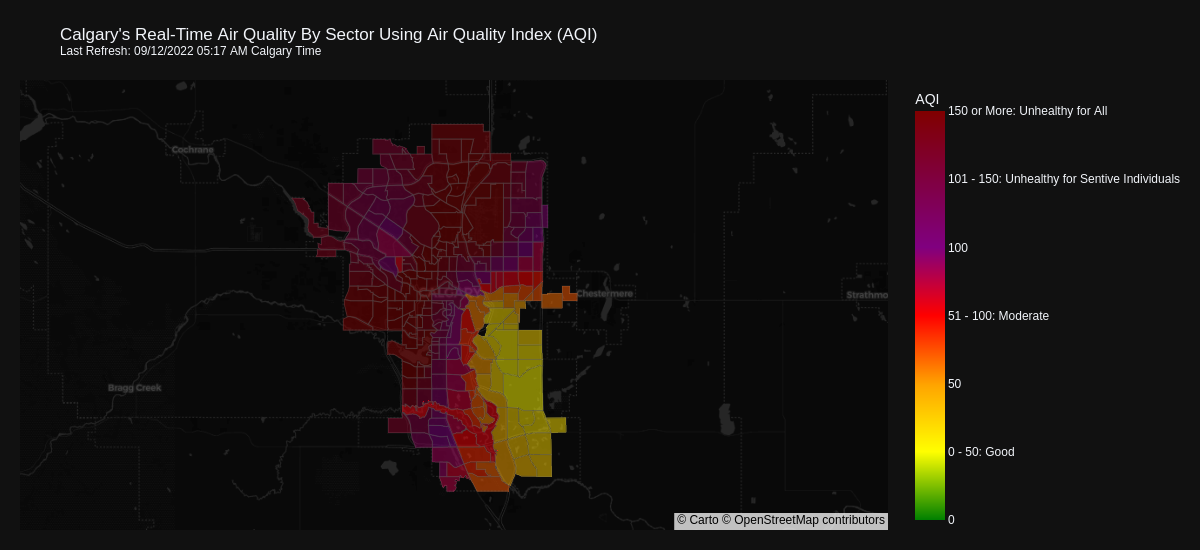 Calgary's Real-Time Air Quality By Sector Using Air Quality Index (AQI)
Last Refresh: 09/12/2022 05:17 AM Calgary Time
AQI
150 or More: Unhealthy for All
Cochrane
101 - 150: Unhealthy for Sentive Individuals
100
Chestermere
Strathmo
51 - 100: Moderate
Bragg Creek
50
0 - 50: Good
© Carto © OpenStreetMap contributors
0